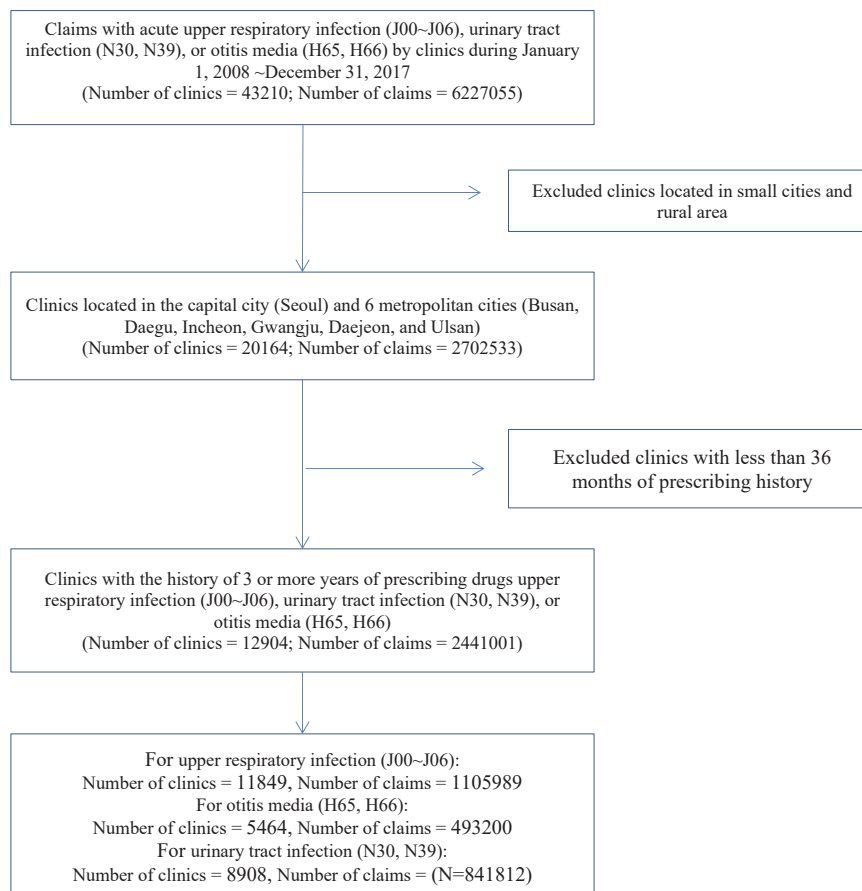 Claims with acute upper respiratory infection (J00~J06), urinary tract
infection (N30, N39), or otitis media (H65, H66) by clinics during January
1, 2008 ~December 31, 2017
(Number of clinics = 43210; Number of claims = 6227055)
Excluded clinics located in small cities and
rural area
Clinics located in the capital city (Seoul) and 6 metropolitan cities (Busan,
Daegu, Incheon, Gwangju, Daejeon, and Ulsan)
(Number of clinics = 20164; Number of claims = 2702533)
Excluded clinics with less than 36
months of prescribing history
Clinics with the history of 3 or more years of prescribing drugs upper
respiratory infection (J00~J06), urinary tract infection (N30, N39), or
otitis media (H65, H66)
(Number of clinics = 12904; Number of claims = 2441001)
For upper respiratory infection (J00~J06):
Number of clinics = 11849, Number of claims = 1105989
For otitis media (H65, H66):
Number of clinics = 5464, Number of claims = 493200
For urinary tract infection (N30, N39):
Number of clinics = 8908, Number of claims = (N=841812)